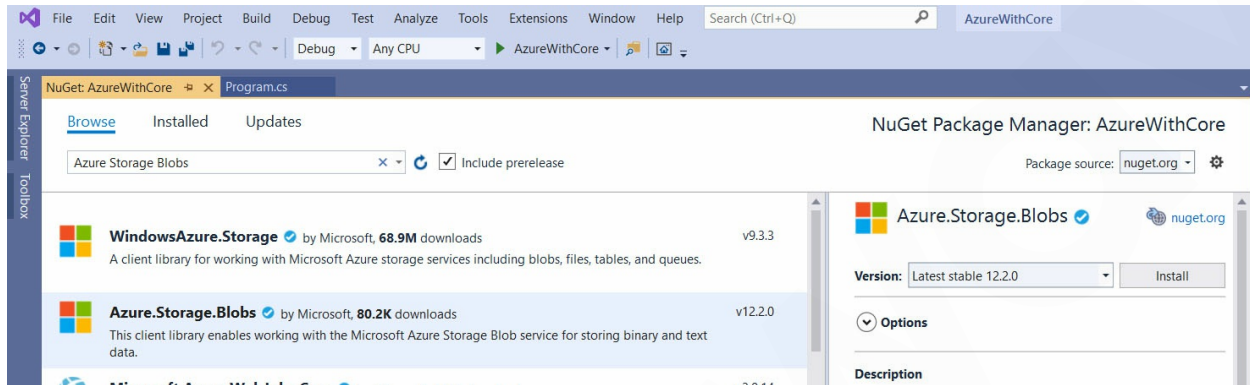 File Edit View Project Build Debug Test Analyze Tools Extensions Window Help Search (Ctrl+Q) AzureWithCore
Debug Any CPU AzureWithCore
Server Explorer
Toolbox
NuGet: AzureWithCore Program.cs
Browse Installed Updates
NuGet Package Manager: AzureWithCore
Azure Storage Blobs Include prerelease
Package source: nuget.org
WindowsAzure.Storage by Microsoft, 68.9M downloads v9.3.3
A client library for working with Microsoft Azure storage services including blobs, files, tables, and queues.
Azure.Storage.Blobs by Microsoft, 80.2K downloads v12.2.0
This client library enables working with the Microsoft Azure Storage Blob service for storing binary and text
data.
Azure.Storage.Blobs nuget.org
Version: Latest stable 12.2.0 Install
Options
Description